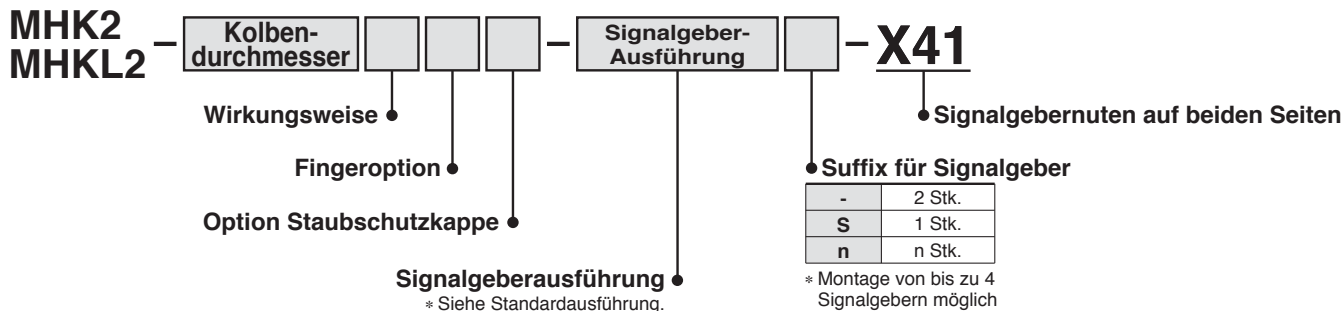 MHK2
MHKL2
– Kolben-
durchmesser
– Signalgeber-
Ausführung
– X41
Wirkungsweise
Signalgebernuten auf beiden Seiten
Fingeroption
Suffix für Signalgeber
- 2 Stk.
Option Staubschutzkappe
S 1 Stk.
n n Stk.
Signalgeberausführung
∗ Siehe Standardausführung.
∗ Montage von bis zu 4
Signalgebern möglich